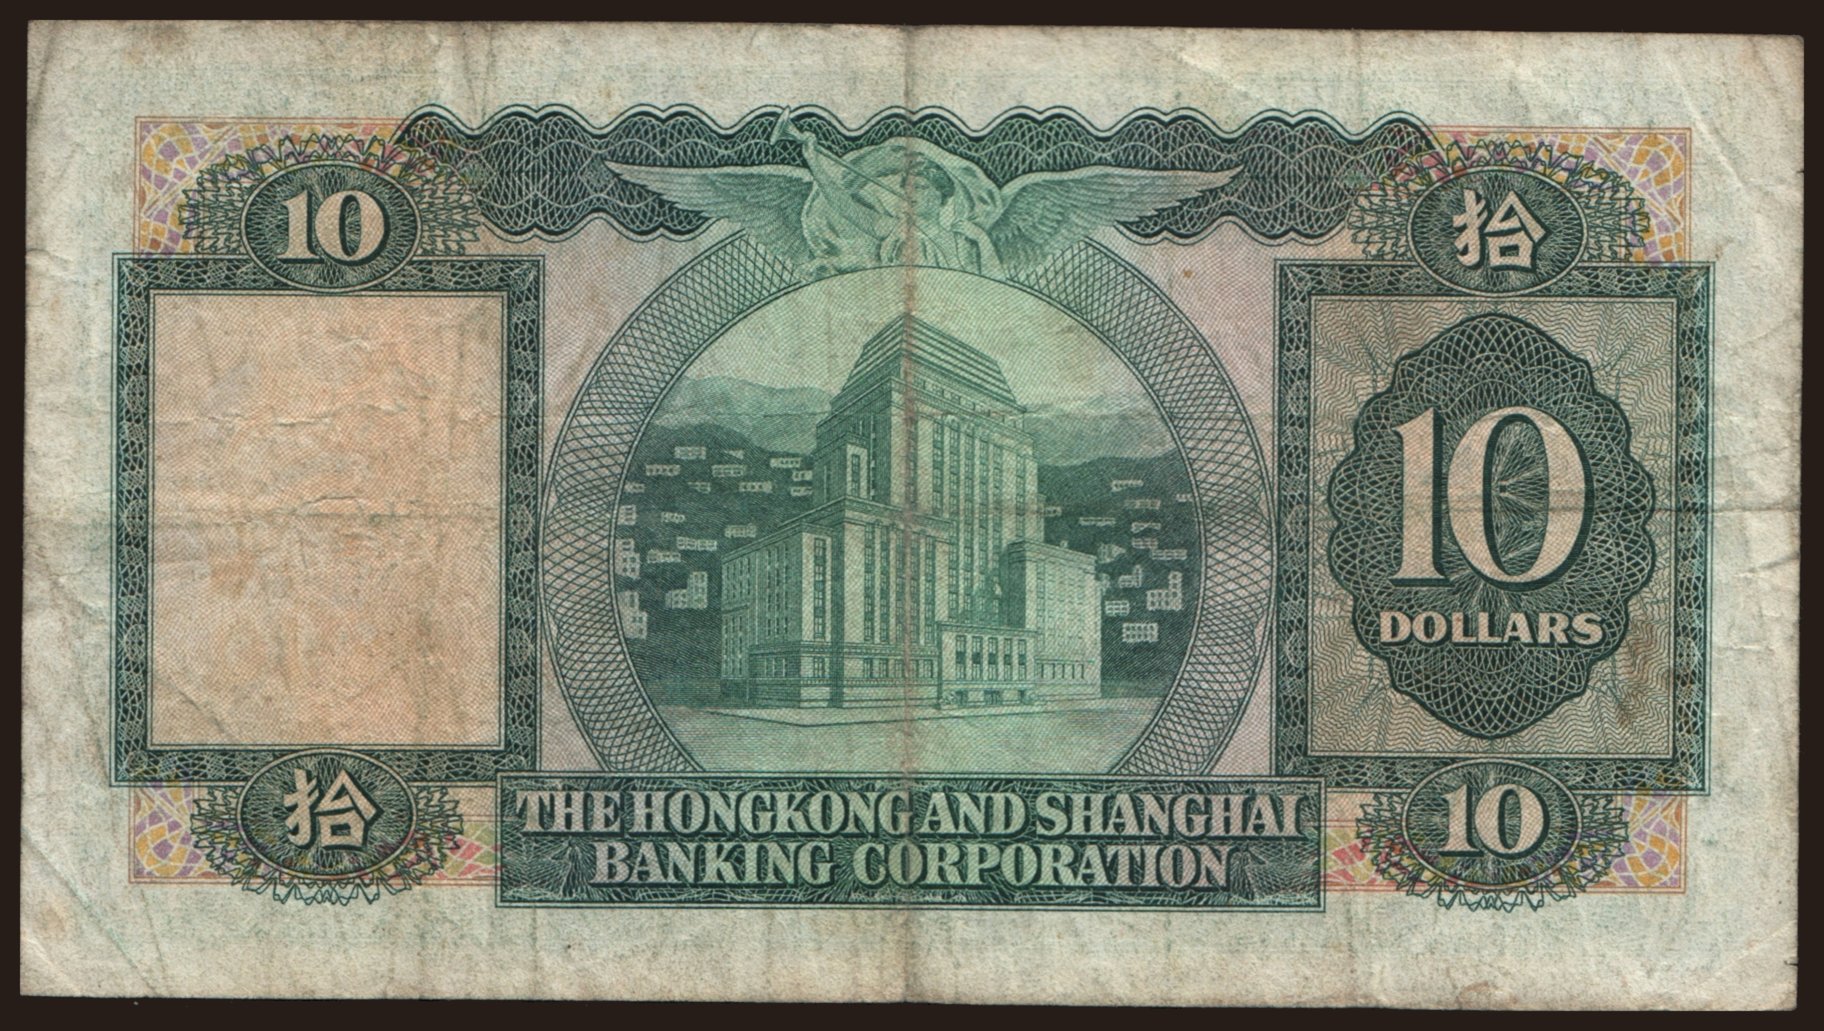 10
拾
10
DOLLARS
拾
THE HONGKONG AND SHANGHAI
BANKING CORPORATION
10